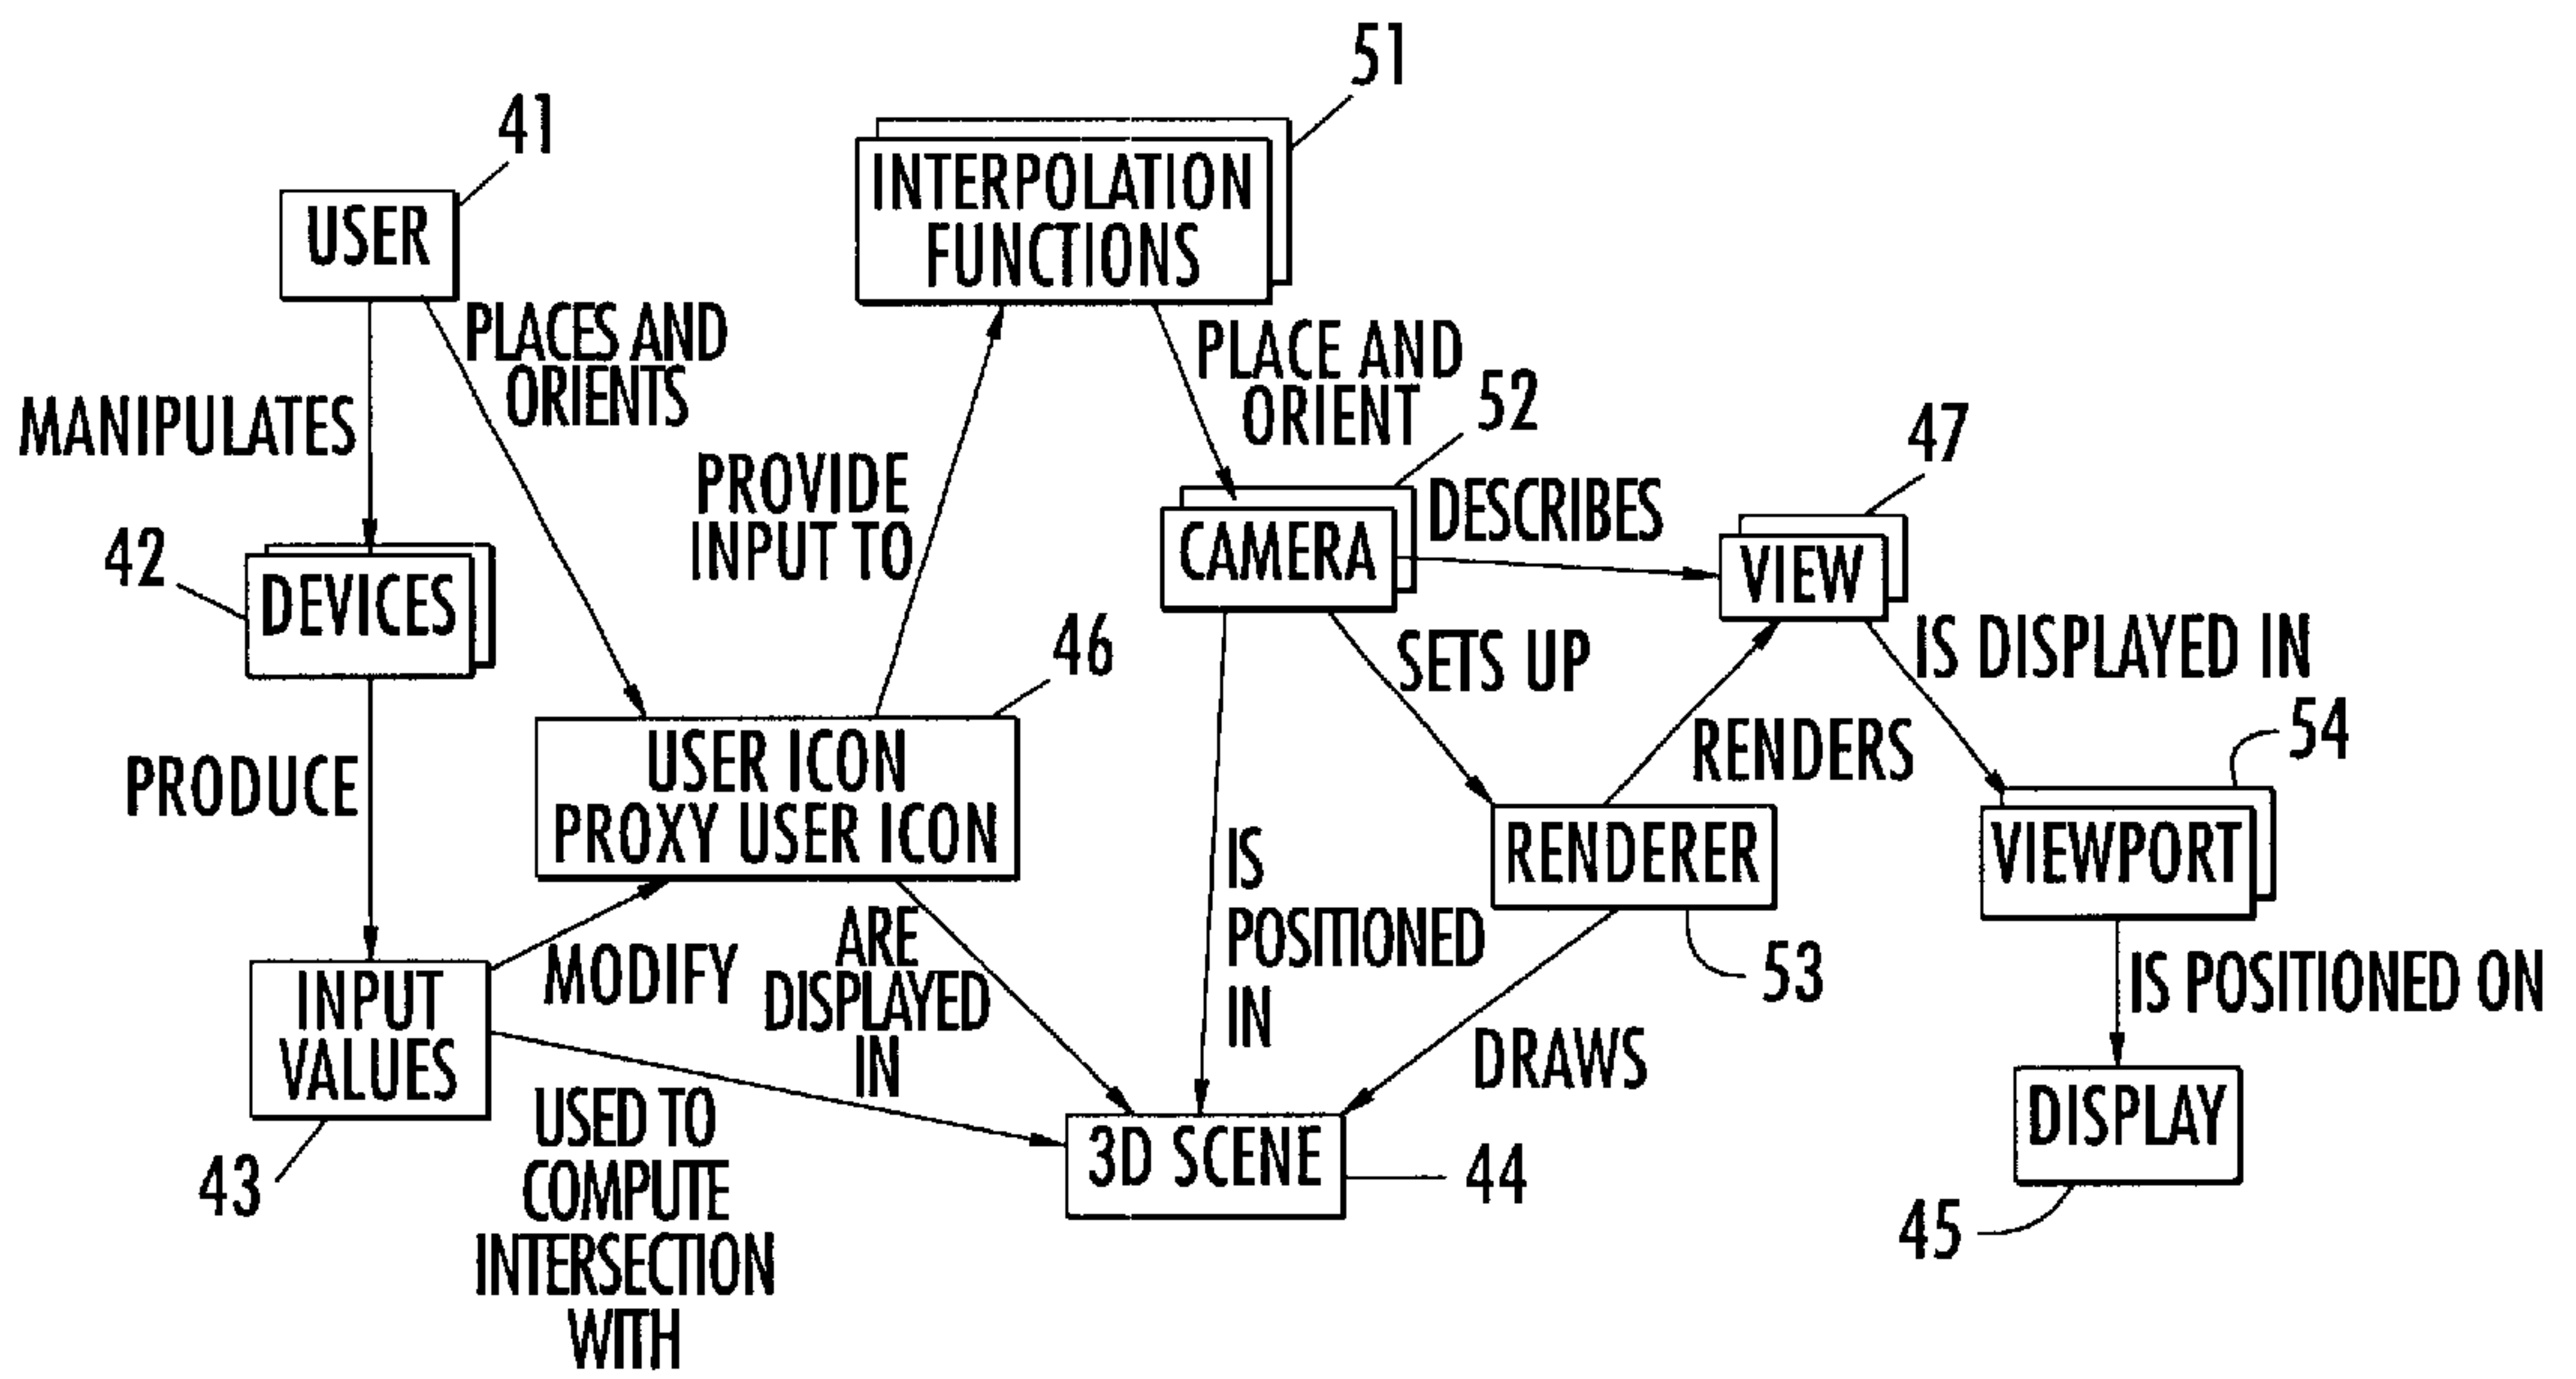 51
41
INTERPOLATION
FUNCTIONS
USER
PLACES AND
ORIENTS
PLACE AND
ORIENT
52
MANIPULATES
47
PROVIDE
INPUT TO
DESCRIBES
42
DEVICES
CAMERA
VIEW
46
SETS UP
IS DISPLAYED IN
54
PRODUCE
USER ICON
PROXY USER ICON
RENDERS
IS
POSITIONED
IN
RENDERER
VIEWPORT
MODIFY
ARE
DISPLAYED
IN
53
IS POSITIONED ON
INPUT
VALUES
DRAWS
USED TO
COMPUTE
INTERSECTION
WITH
43
3D SCENE
44
DISPLAY
45